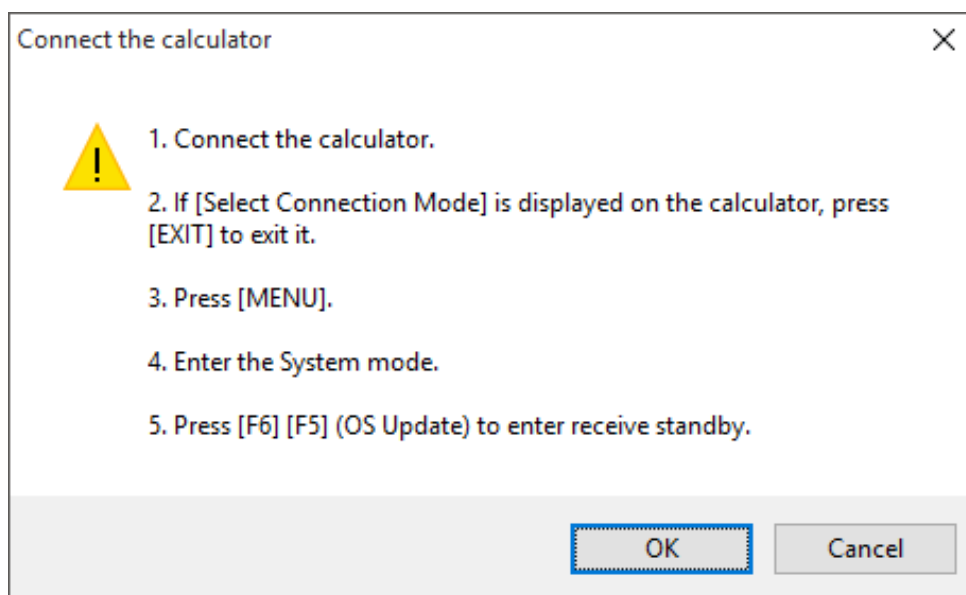 Connect the calculator
1. Connect the calculator.
2. If [Select Connection Mode] is displayed on the calculator, press
[EXIT] to exit it.
3. Press [MENU].
4. Enter the System mode.
5. Press [F6] [F5] (OS Update) to enter receive standby.
OK
Cancel